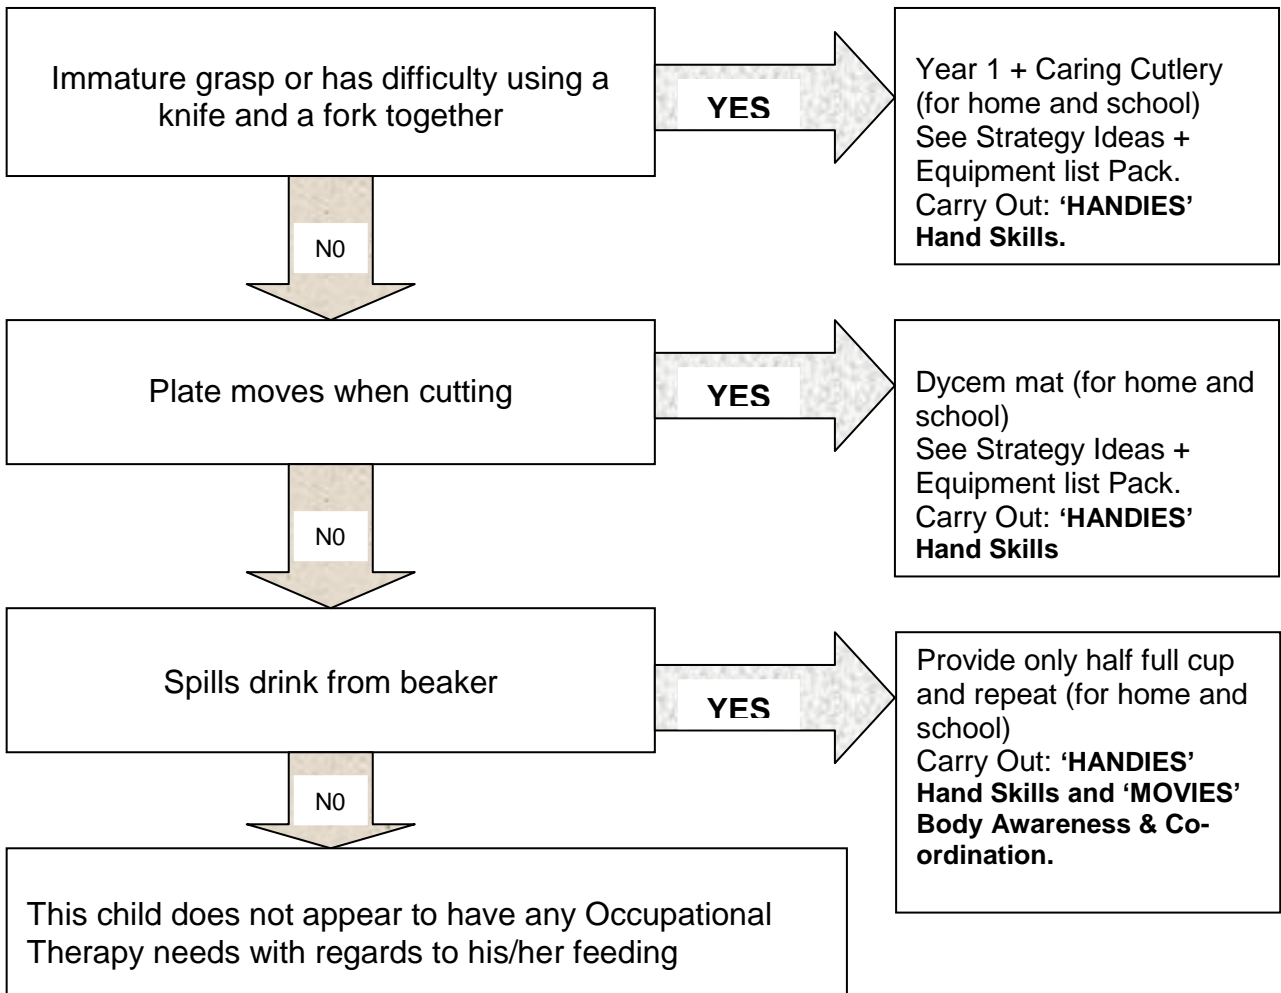 Immature grasp or has difficulty using a
knife and a fork together
YES
Year 1 + Caring Cutlery
(for home and school)
See Strategy Ideas +
Equipment list Pack.
Carry Out: ‘HANDIES’
Hand Skills.
N0
Plate moves when cutting
YES
Dycem mat (for home and
school)
See Strategy Ideas +
Equipment list Pack.
Carry Out: ‘HANDIES’
Hand Skills
N0
Spills drink from beaker
YES
Provide only half full cup
and repeat (for home and
school)
Carry Out: ‘HANDIES’
Hand Skills and ‘MOVIES’
Body Awareness & Co-
ordination.
N0
This child does not appear to have any Occupational
Therapy needs with regards to his/her feeding